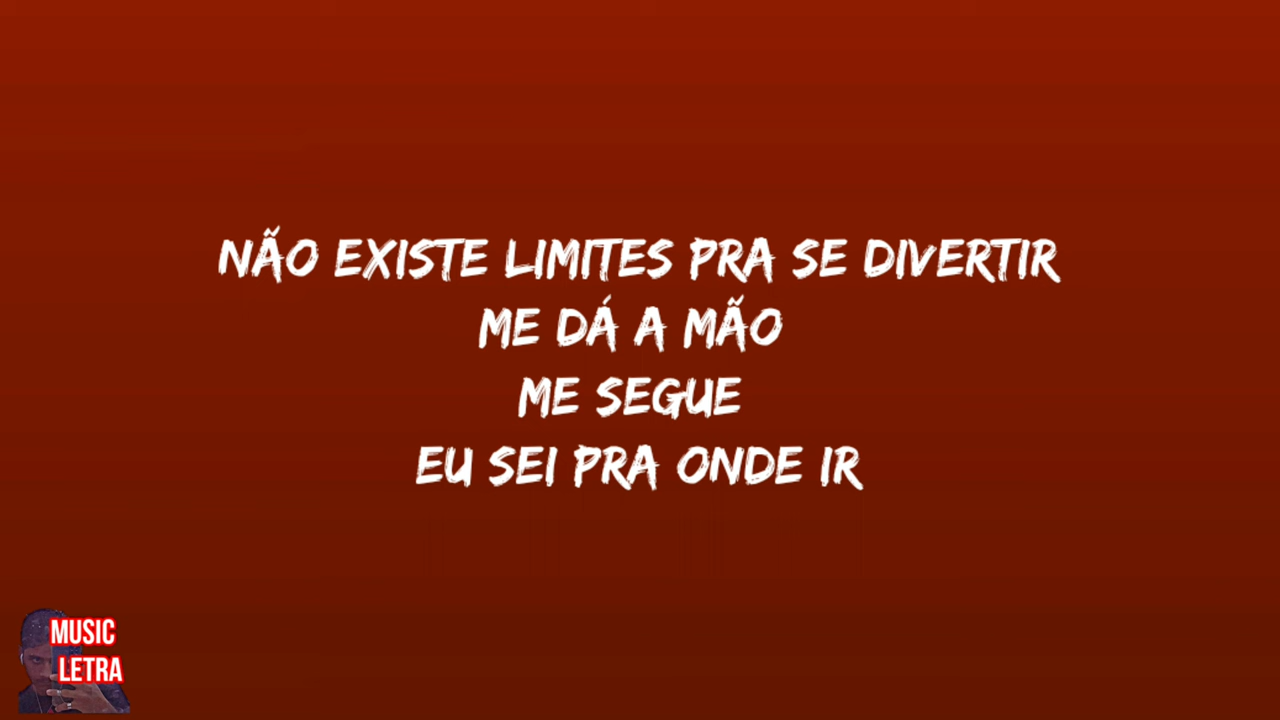 NÃO EXISTE LIMITES PRA SE DIVERTIR
ME DÁ A MÃO
ME SEGUE
EU SEI PRA ONDE IR
MUSIC
LETRA